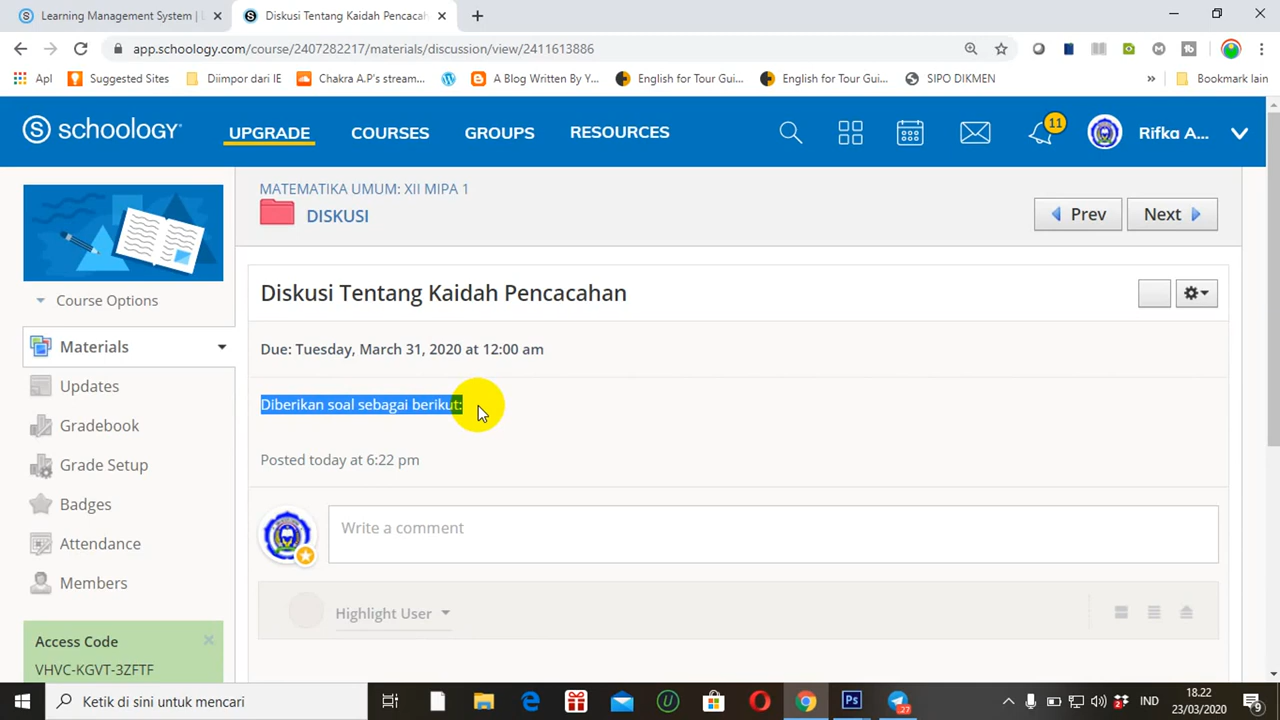 Learning Management System | L
Diskusi Tentang Kaidah Pencacah
app.schoology.com/course/2407282217/materials/discussion/view/2411613886
Apl
Suggested Sites
Diimpor dari IE
Chakra A.P's stream...
A Blog Written By Y...
English for Tour Gui...
English for Tour Gui...
SIPO DIKMEN
»
Bookmark lain
S schoology
UPGRADE
COURSES
GROUPS
RESOURCES
11
Rifka A...
MATEMATIKA UMUM: XII MIPA 1
DISKUSI
Prev
Next
Course Options
Materials
Updates
Gradebook
Grade Setup
Badges
Attendance
Members
Access Code
VHVC-KGVT-3ZFTF
Diskusi Tentang Kaidah Pencacahan
Due: Tuesday, March 31, 2020 at 12:00 am
Diberikan soal sebagai berikut:
Posted today at 6:22 pm
Write a comment
Highlight User
Ketik di sini untuk mencari
Ps
27
IND
18.22
23/03/2020
9